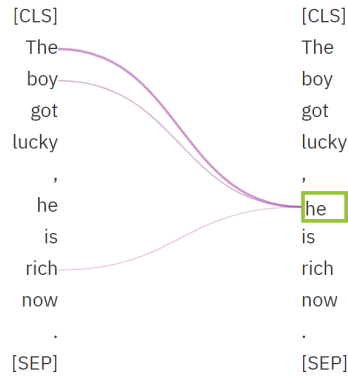 [CLS] [CLS]
The The
boy boy
got got
lucky lucky
, ,
he he
is is
rich rich
now now
. .
[SEP] [SEP]